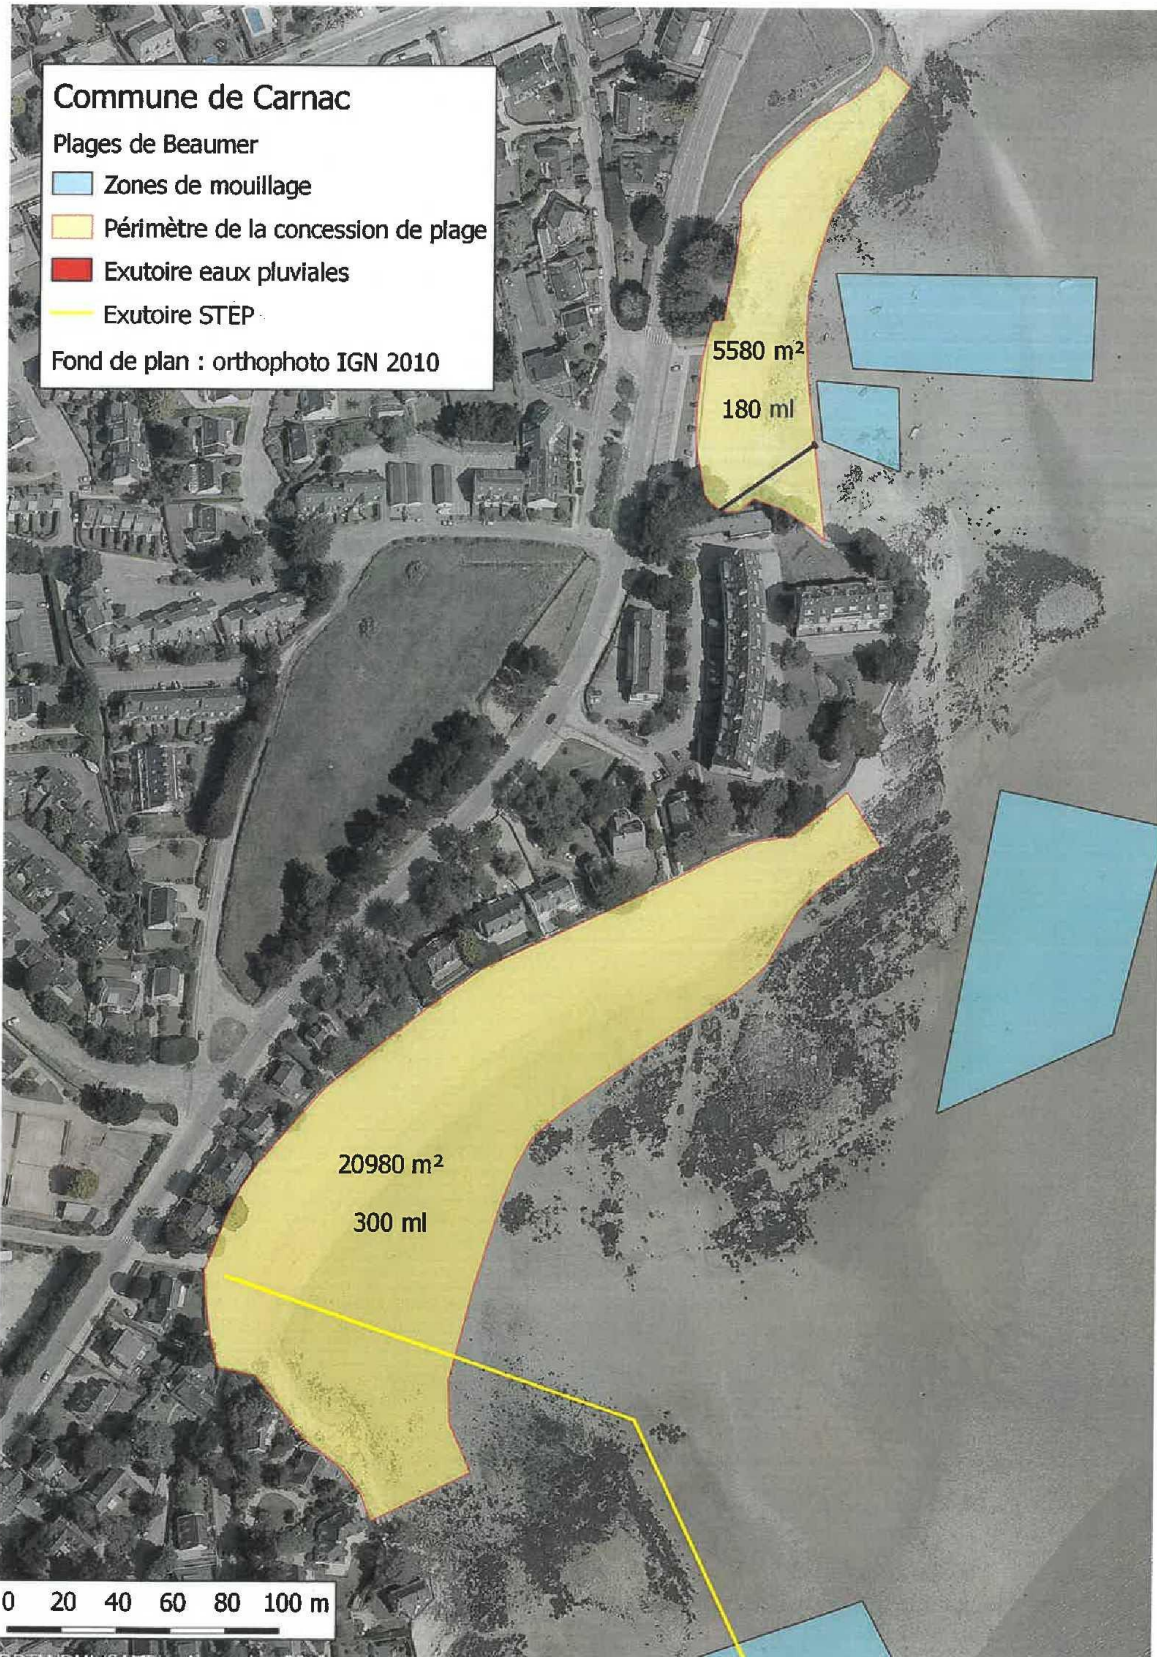 Commune de Carnac
Plages de Beaumer
Zones de mouillage
Périmètre de la concession de plage
Exutoire eaux pluviales
Exutoire STEP
Fond de plan : orthophoto IGN 2010
5580 m²
180 ml
20980 m²
300 ml
0 20 40 60 80 100 m